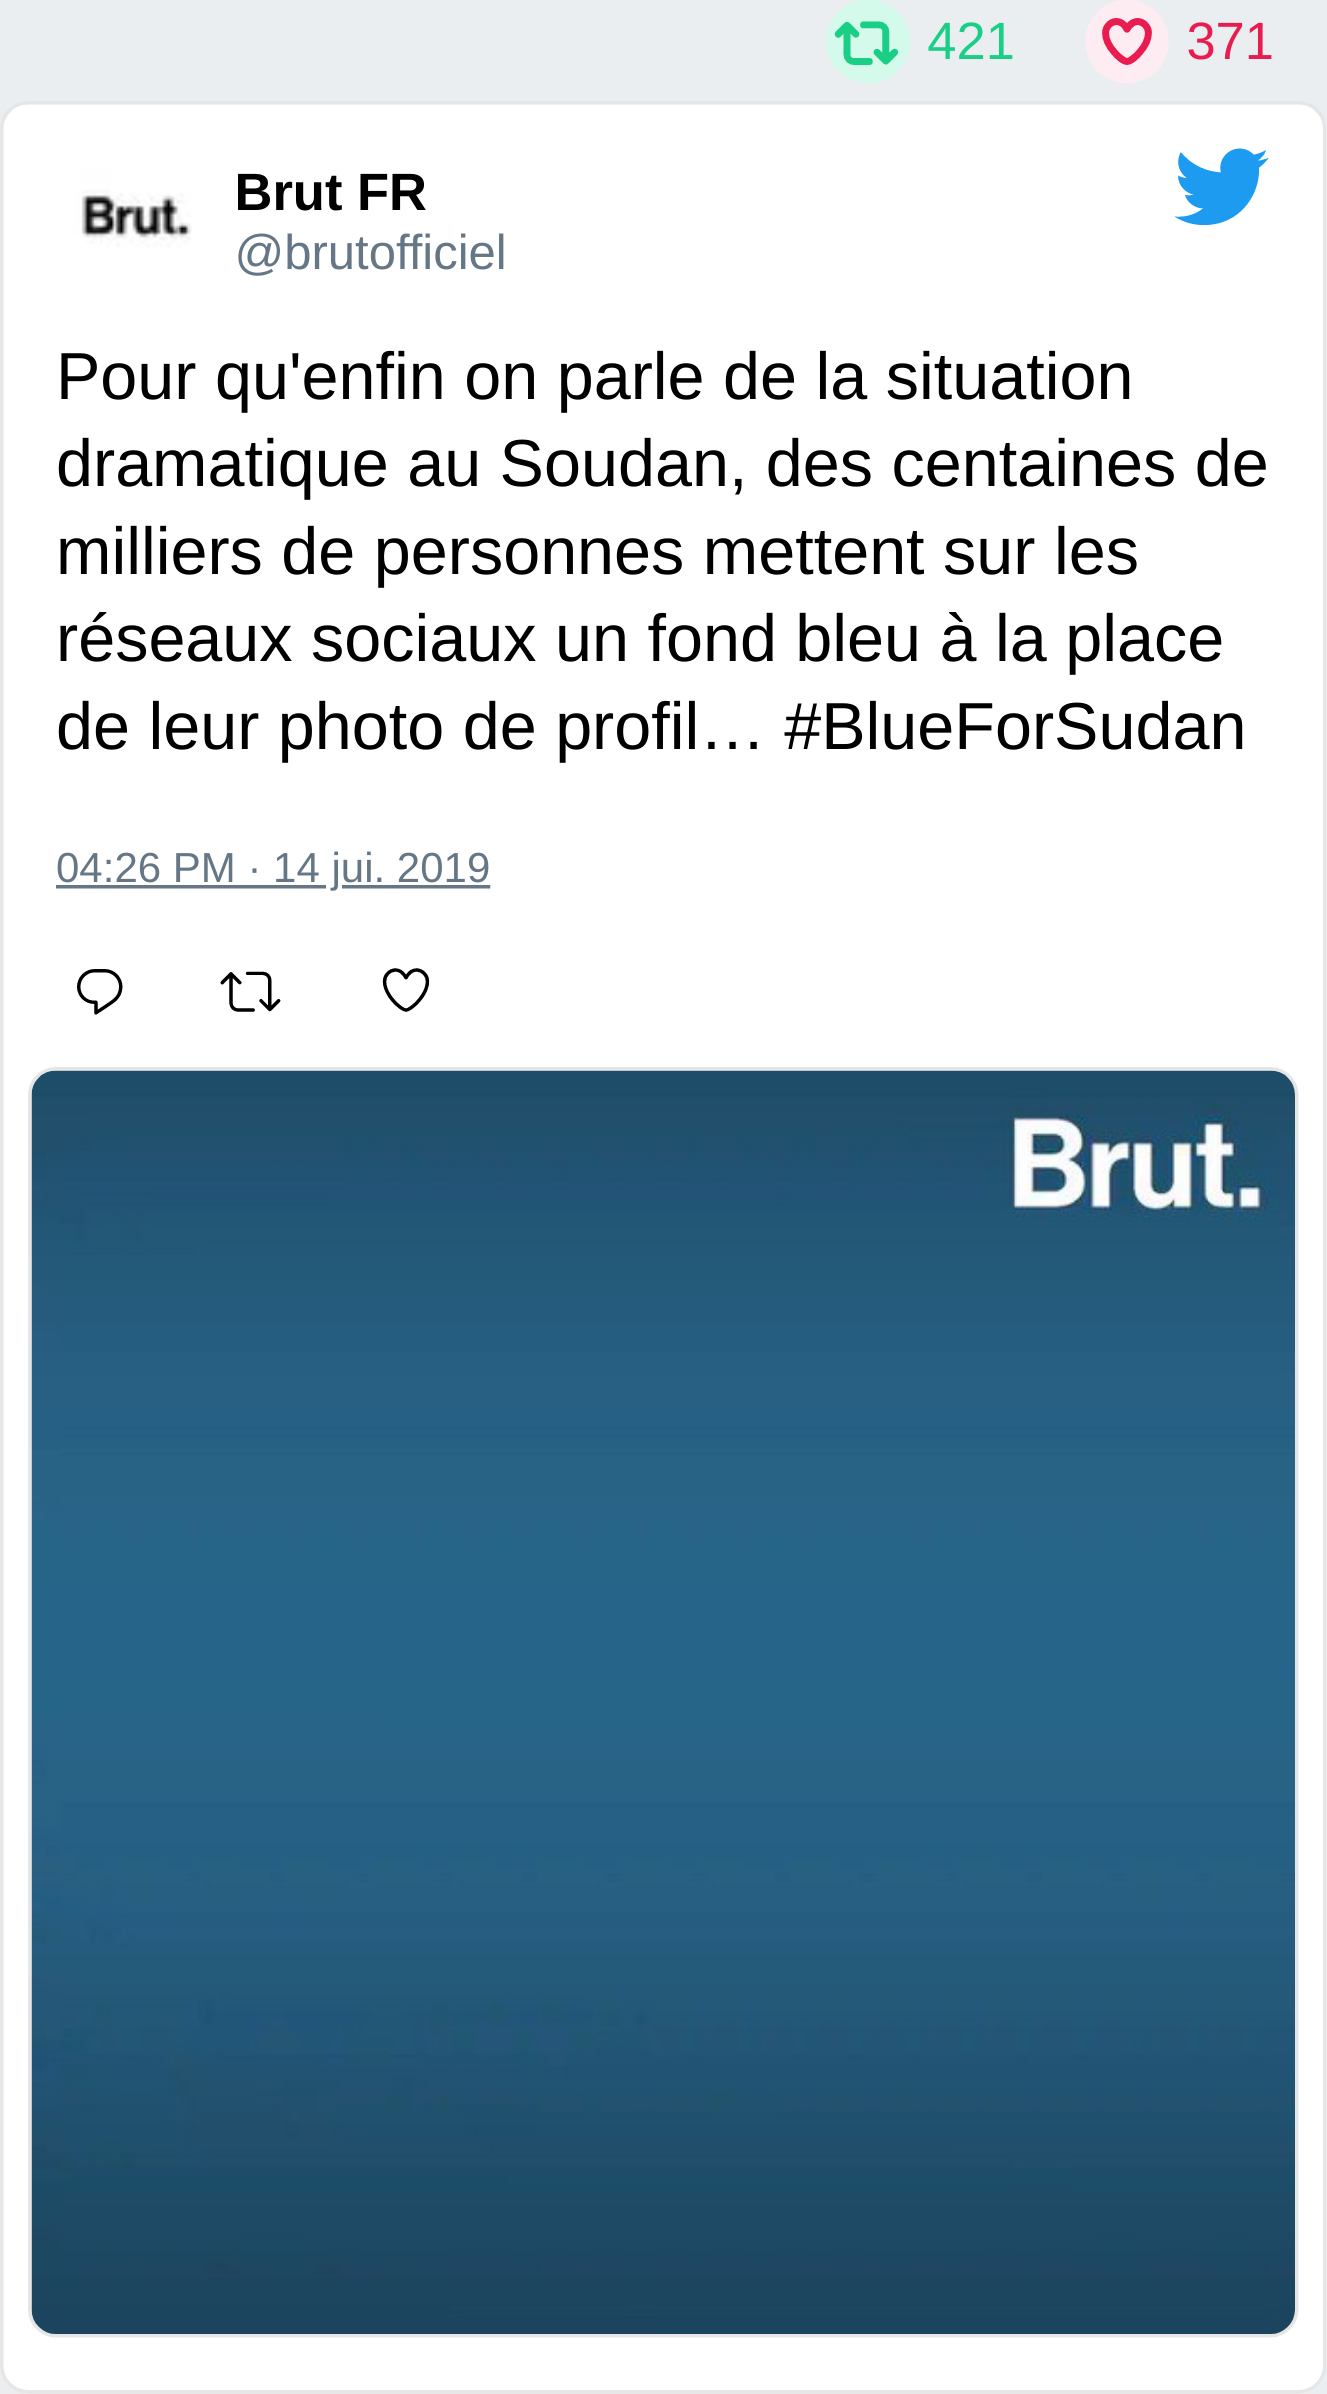 421 371
Brut.
Brut FR
@brutofficiel
Pour qu'enfin on parle de la situation
dramatique au Soudan, des centaines de
milliers de personnes mettent sur les
réseaux sociaux un fond bleu à la place
de leur photo de profil… #BlueForSudan
04:26 PM · 14 jui. 2019
Brut.